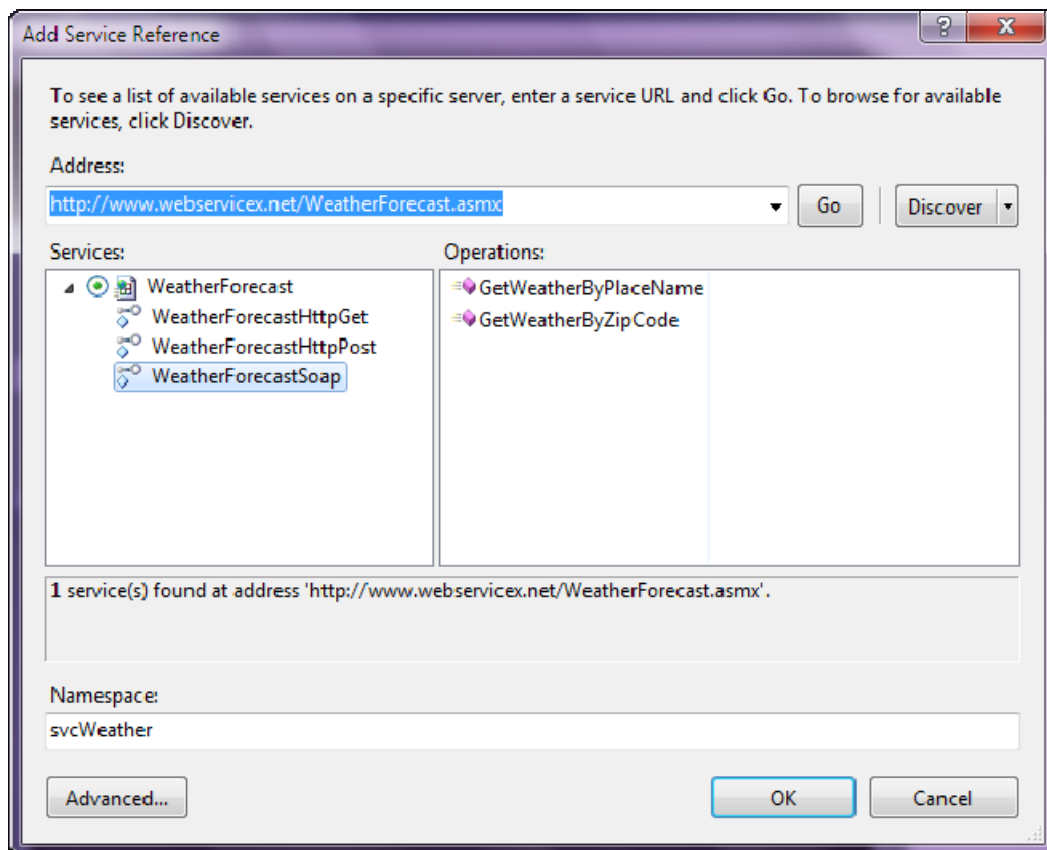 Add Service Reference
To see a list of available services on a specific server, enter a service URL and click Go. To browse for available
services, click Discover.
Address:
http://www.webservicex.net/WeatherForecast.asmx
Go
Discover
Services:
Operations:
WeatherForecast
WeatherForecastHttpGet
WeatherForecastHttpPost
WeatherForecastSoap
GetWeatherByPlaceName
GetWeatherByZipCode
1 service(s) found at address 'http://www.webservicex.net/WeatherForecast.asmx'.
Namespace:
svcWeather
Advanced...
OK
Cancel